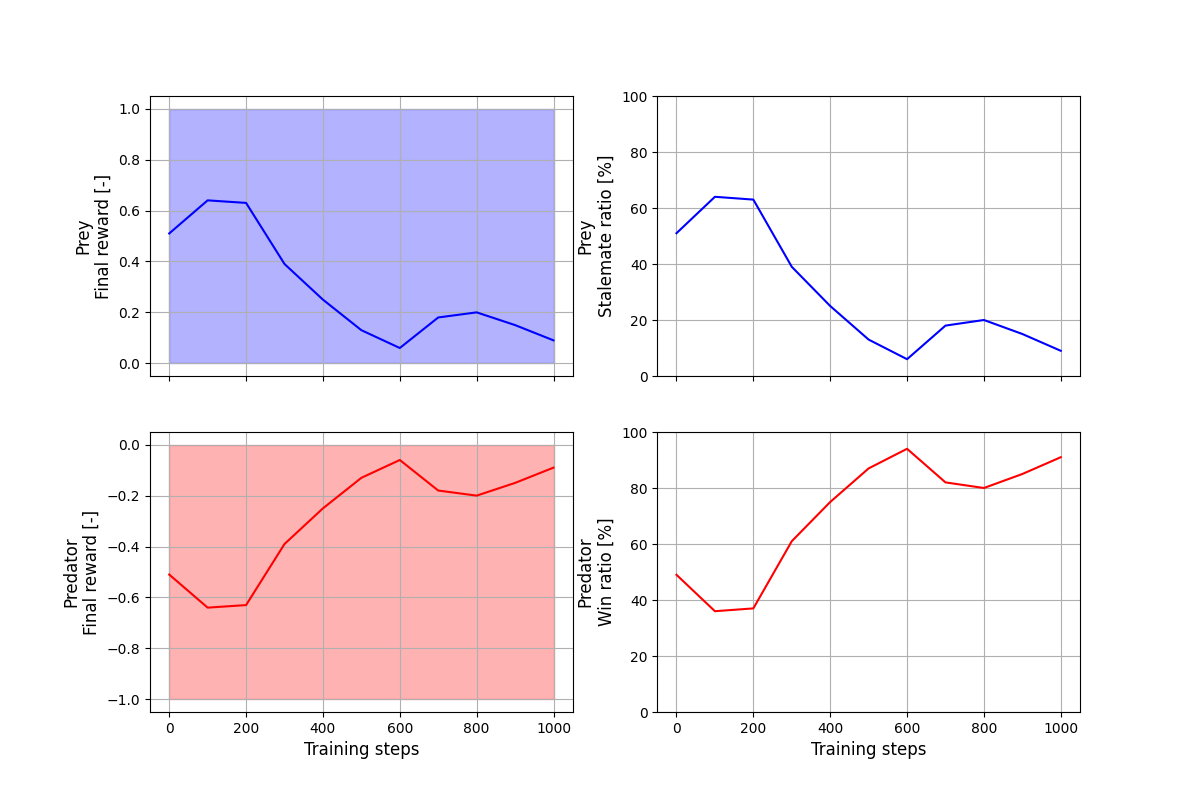 1.0
0.8
0.6
0.4
0.2
0.0
Prey
Final reward [-]
100
80
60
40
20
0
Prey
Stalemate ratio [%]
0.0
−0.2
−0.4
−0.6
−0.8
−1.0
Predator
Final reward [-]
0 200 400 600 800 1000
Training steps
100
80
60
40
20
0
Predator
Win ratio [%]
0 200 400 600 800 1000
Training steps